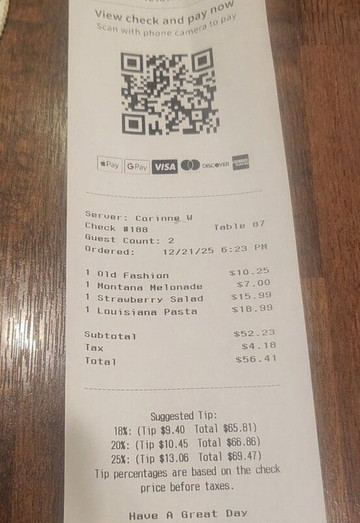 View check and pay now
Scan with phone camera to pay
Pay GPay VISA DISCOVER
Server: Corinne W
Check #188 Table 87
Guest Count: 2
Ordered: 12/21/25 6:23 PM
1 Old Fashion $10.25
1 Montana Melonade $7.00
1 Strawberry Salad $15.99
1 Louisiana Pasta $18.99
Subtotal $52.23
Tax $4.18
Total $56.41
Suggested Tip:
18%: (Tip $9.40 Total $65.81)
20%: (Tip $10.45 Total $66.86)
25%: (Tip $13.06 Total $69.47)
Tip percentages are based on the check
price before taxes.
Have A Great Day